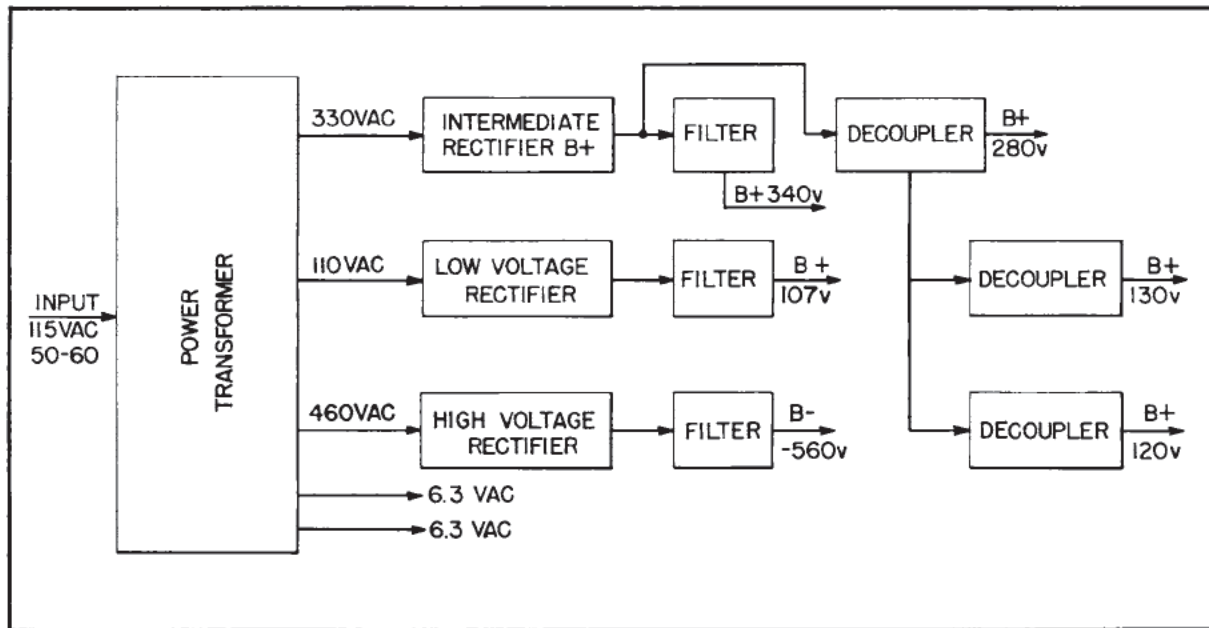 INPUT
115VAC
50-60
POWER
TRANSFORMER
330VAC
INTERMEDIATE
RECTIFIER B+
FILTER
B+340v
DECOUPLER
B+
280v
110VAC
LOW VOLTAGE
RECTIFIER
FILTER
B+
107v
DECOUPLER
B+
130v
460VAC
HIGH VOLTAGE
RECTIFIER
FILTER
B-
-560v
DECOUPLER
B+
120v
6.3 VAC
6.3 VAC